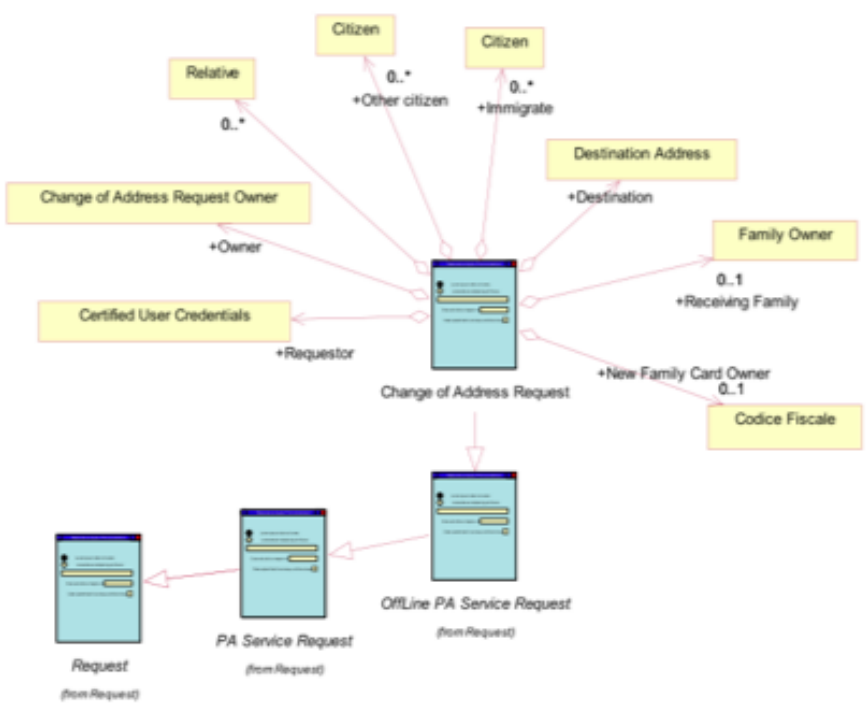 Citizen
Citizen
Relative
0..*
+Other citizen
0..*
+Immigrate
0..*
Destination Address
+Destination
Change of Address Request Owner
+Owner
Family Owner
0..1
+Receiving Family
Certified User Credentials
+Requestor
+New Family Card Owner
0..1
Change of Address Request
Codice Fiscale
OffLine PA Service Request
(from Request)
PA Service Request
(from Request)
Request
(from Request)